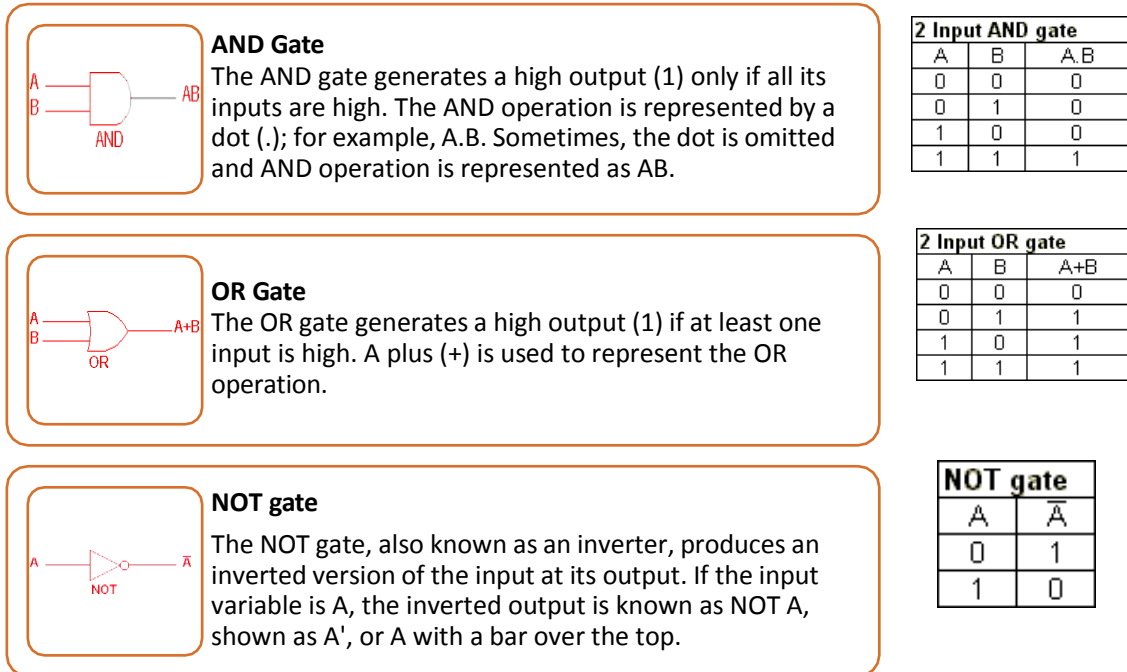 AND Gate
The AND gate generates a high output (1) only if all its
inputs are high. The AND operation is represented by a
dot (.); for example, A.B. Sometimes, the dot is omitted
and AND operation is represented as AB.
A
B
AB
AND
2 Input AND gate
A B A.B
0 0 0
0 1 0
1 0 0
1 1 1
OR Gate
The OR gate generates a high output (1) if at least one
input is high. A plus (+) is used to represent the OR
operation.
A
B
A+B
OR
2 Input OR gate
A B A+B
0 0 0
0 1 1
1 0 1
1 1 1
NOT gate
The NOT gate, also known as an inverter, produces an
inverted version of the input at its output. If the input
variable is A, the inverted output is known as NOT A,
shown as A', or A with a bar over the top.
A
A̅
NOT
NOT gate
A A̅
0 1
1 0